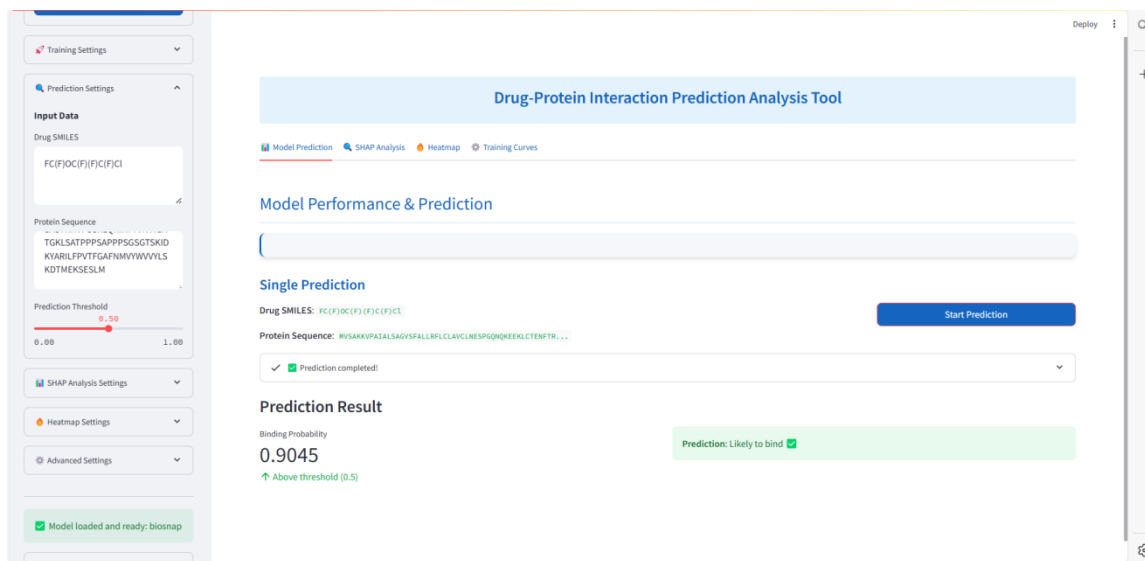 Deploy
Training Settings
Prediction Settings
Input Data
Drug SMILES
FC(F)OC(F)(F)C(F)Cl
Protein Sequence
TGKLSATPPPSAPPPSGSGTSKID
KYARILFPVTFGAFNMVYWVVYLS
KDTMEKSESLM
Prediction Threshold
0.50
0.00 1.00
SHAP Analysis Settings
Heatmap Settings
Advanced Settings
Model loaded and ready: biosnap
Drug-Protein Interaction Prediction Analysis Tool
Model Prediction SHAP Analysis Heatmap Training Curves
Model Performance & Prediction
Single Prediction
Drug SMILES: FC(F)OC(F)(F)C(F)Cl
Start Prediction
Protein Sequence: MVSAKKVPAIALSAGVSFALLRFLCLAVCLNESPGQNQKEEKLCTENFTR...
Prediction completed!
Prediction Result
Binding Probability
0.9045
Above threshold (0.5)
Prediction: Likely to bind